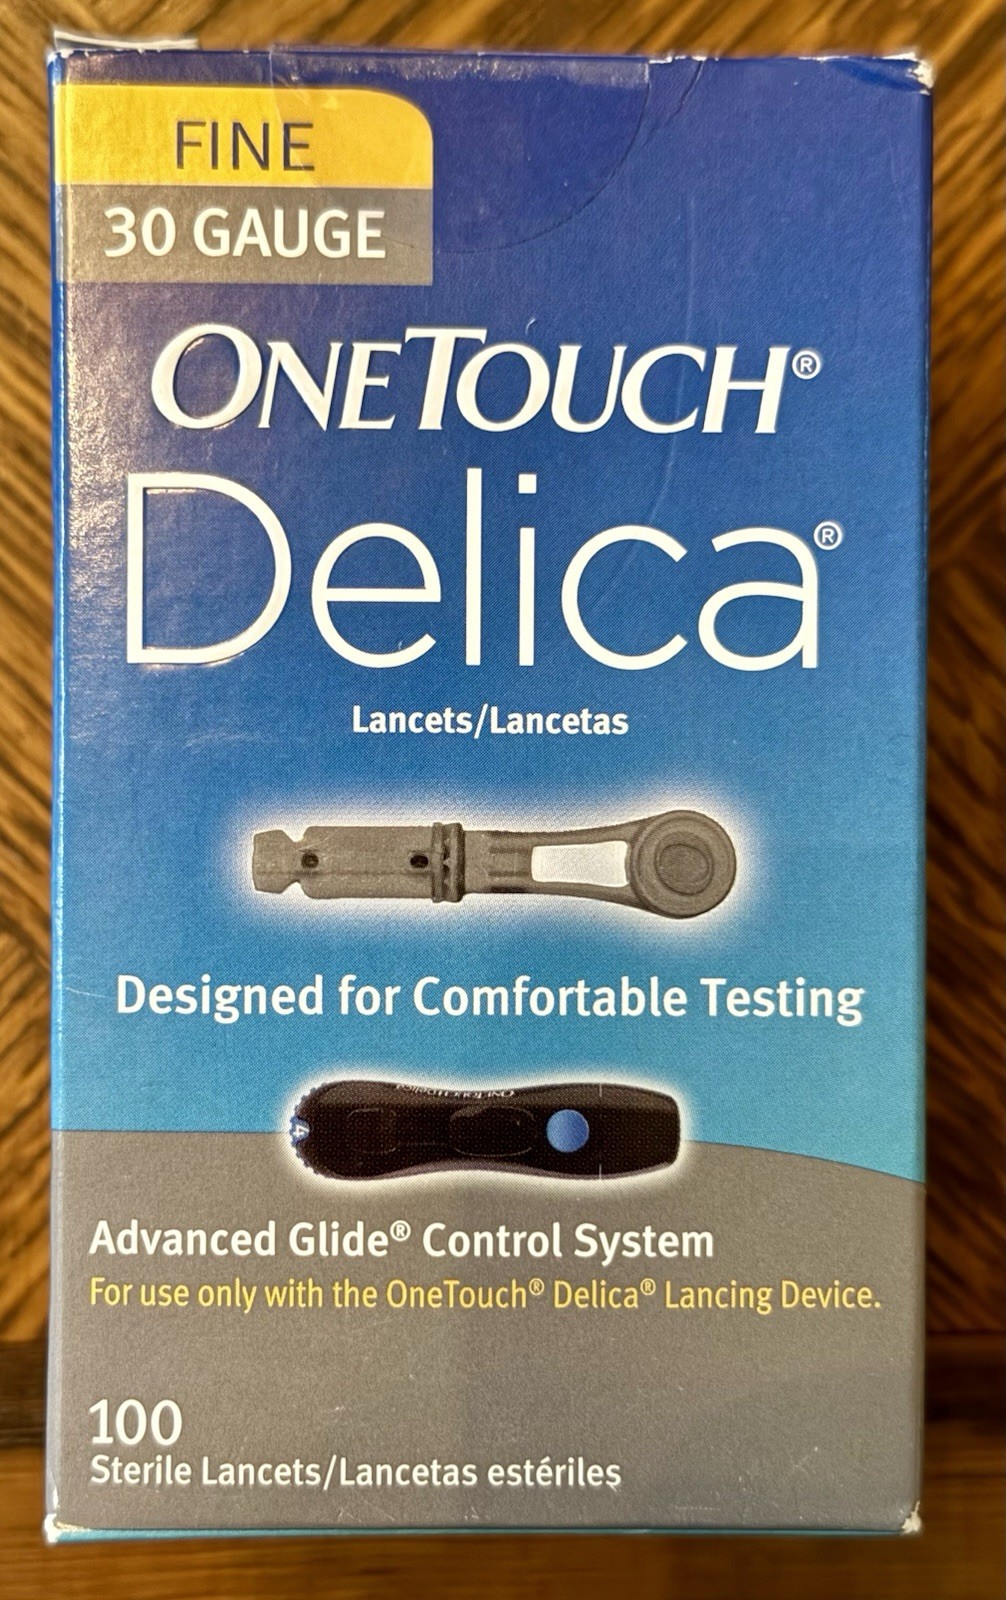 FINE
30 GAUGE
ONETOUCH®
Delica®
Lancets/Lancetas
Designed for Comfortable Testing
4
Advanced Glide® Control System
For use only with the OneTouch® Delica® Lancing Device.
100
Sterile Lancets/Lancetas estériles